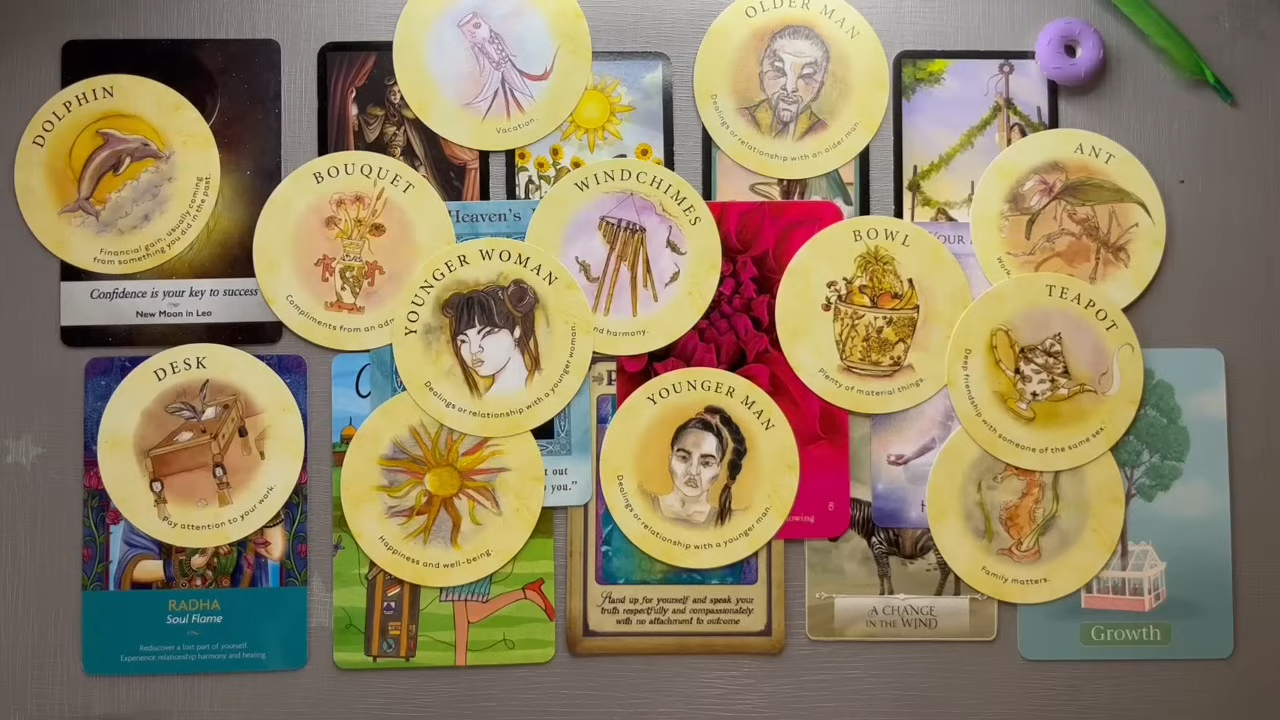 DOLPHIN
Financial gain, usually coming
from something you did in the past.
Confidence is your key to success
New Moon in Leo
Vacation.
OLDER MAN
Dealings or relationship with an older man.
BOUQUET
Compliments from an
Heaven's
WINDCHIMES
nd harmony.
YOUNGER WOMAN
Dealings or relationship with a younger woman.
BOWL
Plenty of material things.
YOUR
ANT
Work
TEAPOT
Deep friendship with someone of the same sex.
DESK
Pay attention to your work.
RADHA
Soul Flame
Rediscover a lost part of yourself.
Experience relationship harmony and healing.
Happiness and well-being.
out
you."
YOUNGER MAN
Dealings or relationship with a younger man.
8
owing
Stand up for yourself and speak your
truth respectfully and compassionately,
with no attachment to outcome
A CHANGE
IN THE WIND
Family matters.
Growth